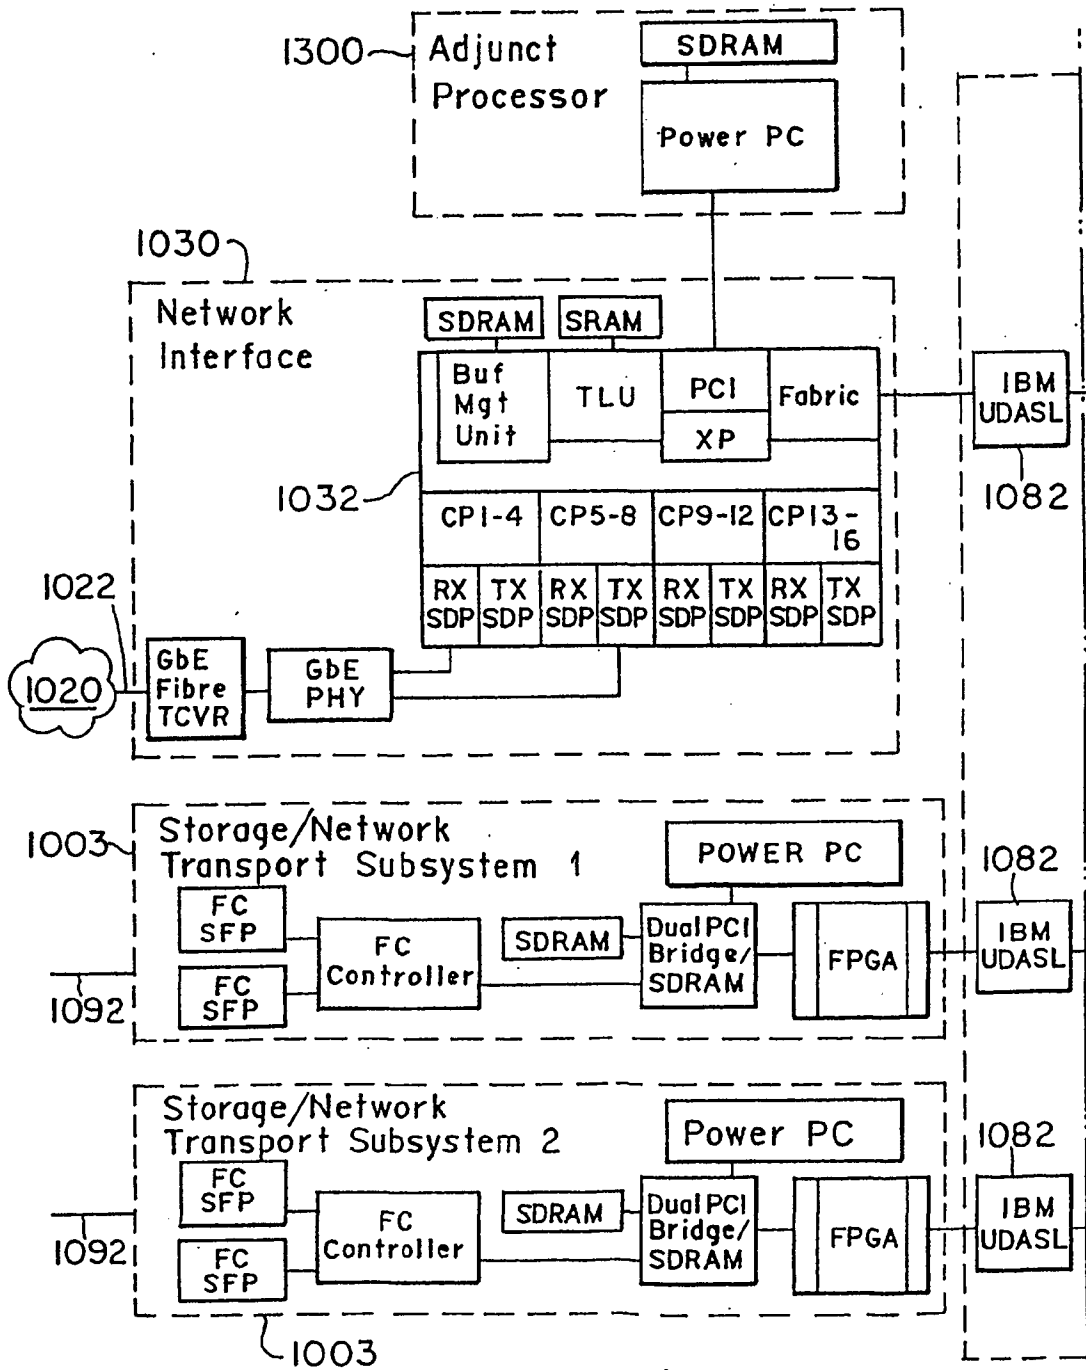 1300
Adjunct
Processor
SDRAM
Power PC
1030
Network
Interface
SDRAM
SRAM
Buf
Mgt
Unit
TLU
PCI
XP
Fabric
IBM
UDASL
1082
1032
CP1-4
CP5-8
CP9-12
CP13-
16
RX
SDP
TX
SDP
RX
SDP
TX
SDP
RX
SDP
TX
SDP
RX
SDP
TX
SDP
1022
1020
GbE
Fibre
TCVR
GbE
PHY
1003
Storage/Network
Transport Subsystem 1
POWER PC
FC
SFP
FC
SFP
FC
Controller
SDRAM
Dual PCI
Bridge/
SDRAM
FPGA
1082
IBM
UDASL
1092
Storage/Network
Transport Subsystem 2
Power PC
FC
SFP
FC
SFP
FC
Controller
SDRAM
Dual PCI
Bridge/
SDRAM
FPGA
1082
IBM
UDASL
1092
1003